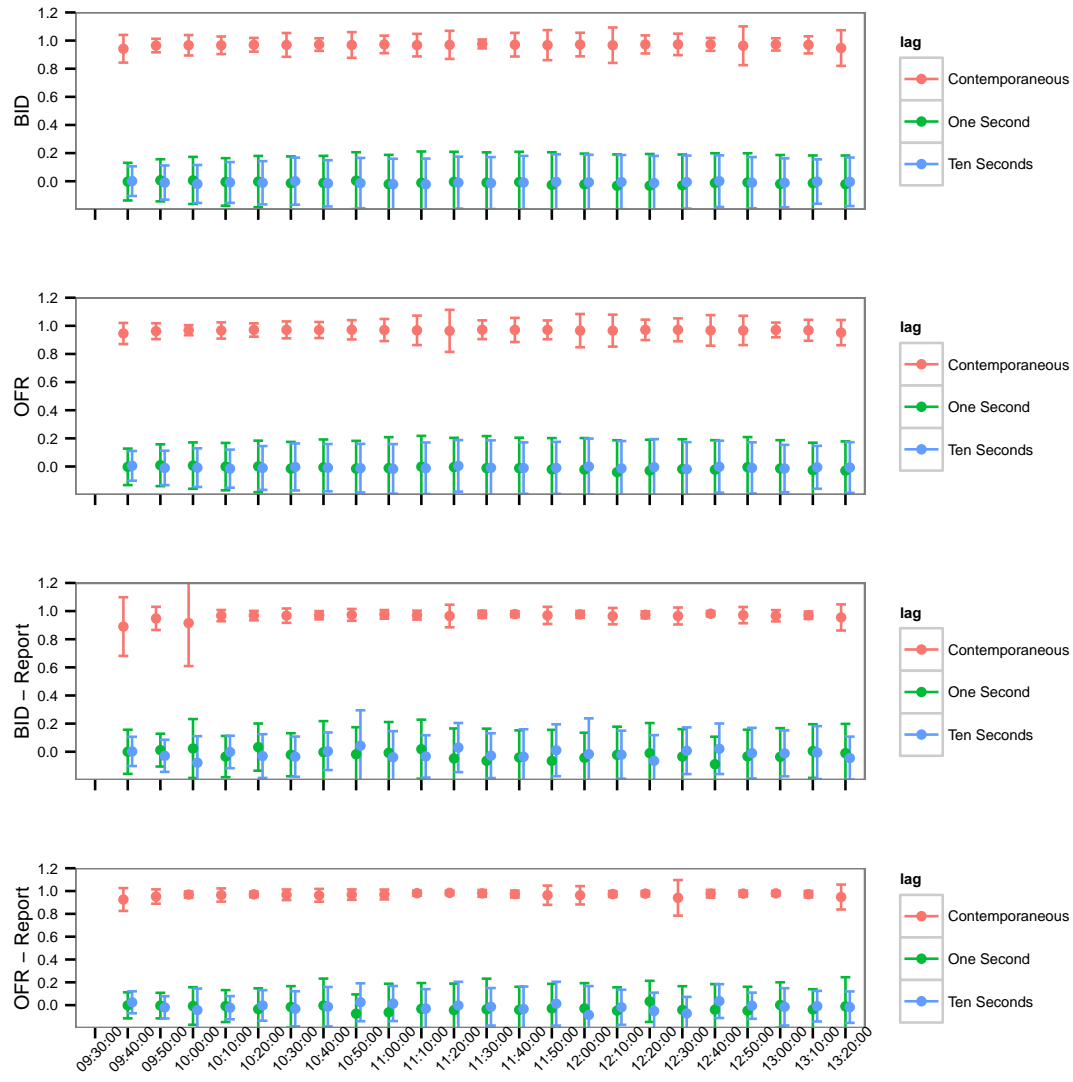 BID
1.2
1.0
0.8
0.6
0.4
0.2
0.0
lag
Contemporaneous
One Second
Ten Seconds
OFR
1.2
1.0
0.8
0.6
0.4
0.2
0.0
lag
Contemporaneous
One Second
Ten Seconds
BID – Report
1.2
1.0
0.8
0.6
0.4
0.2
0.0
lag
Contemporaneous
One Second
Ten Seconds
OFR – Report
1.2
1.0
0.8
0.6
0.4
0.2
0.0
lag
Contemporaneous
One Second
Ten Seconds
09:30:00
09:40:00
09:50:00
10:00:00
10:10:00
10:20:00
10:30:00
10:40:00
10:50:00
11:00:00
11:10:00
11:20:00
11:30:00
11:40:00
11:50:00
12:00:00
12:10:00
12:20:00
12:30:00
12:40:00
12:50:00
13:00:00
13:10:00
13:20:00